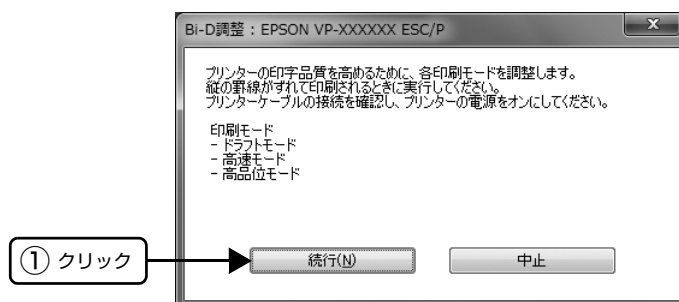 Bi-D調整：EPSON VP-XXXXXX ESC/P
プリンターの印字品質を高めるために、各印刷モードを調整します。
縦の罫線がずれて印刷されるときに実行してください。
プリンターケーブルの接続を確認し、プリンターの電源をオンにしてください。
印刷モード
- ドラフトモード
- 高速モード
- 高品位モード
① クリック
続行(N)
中止